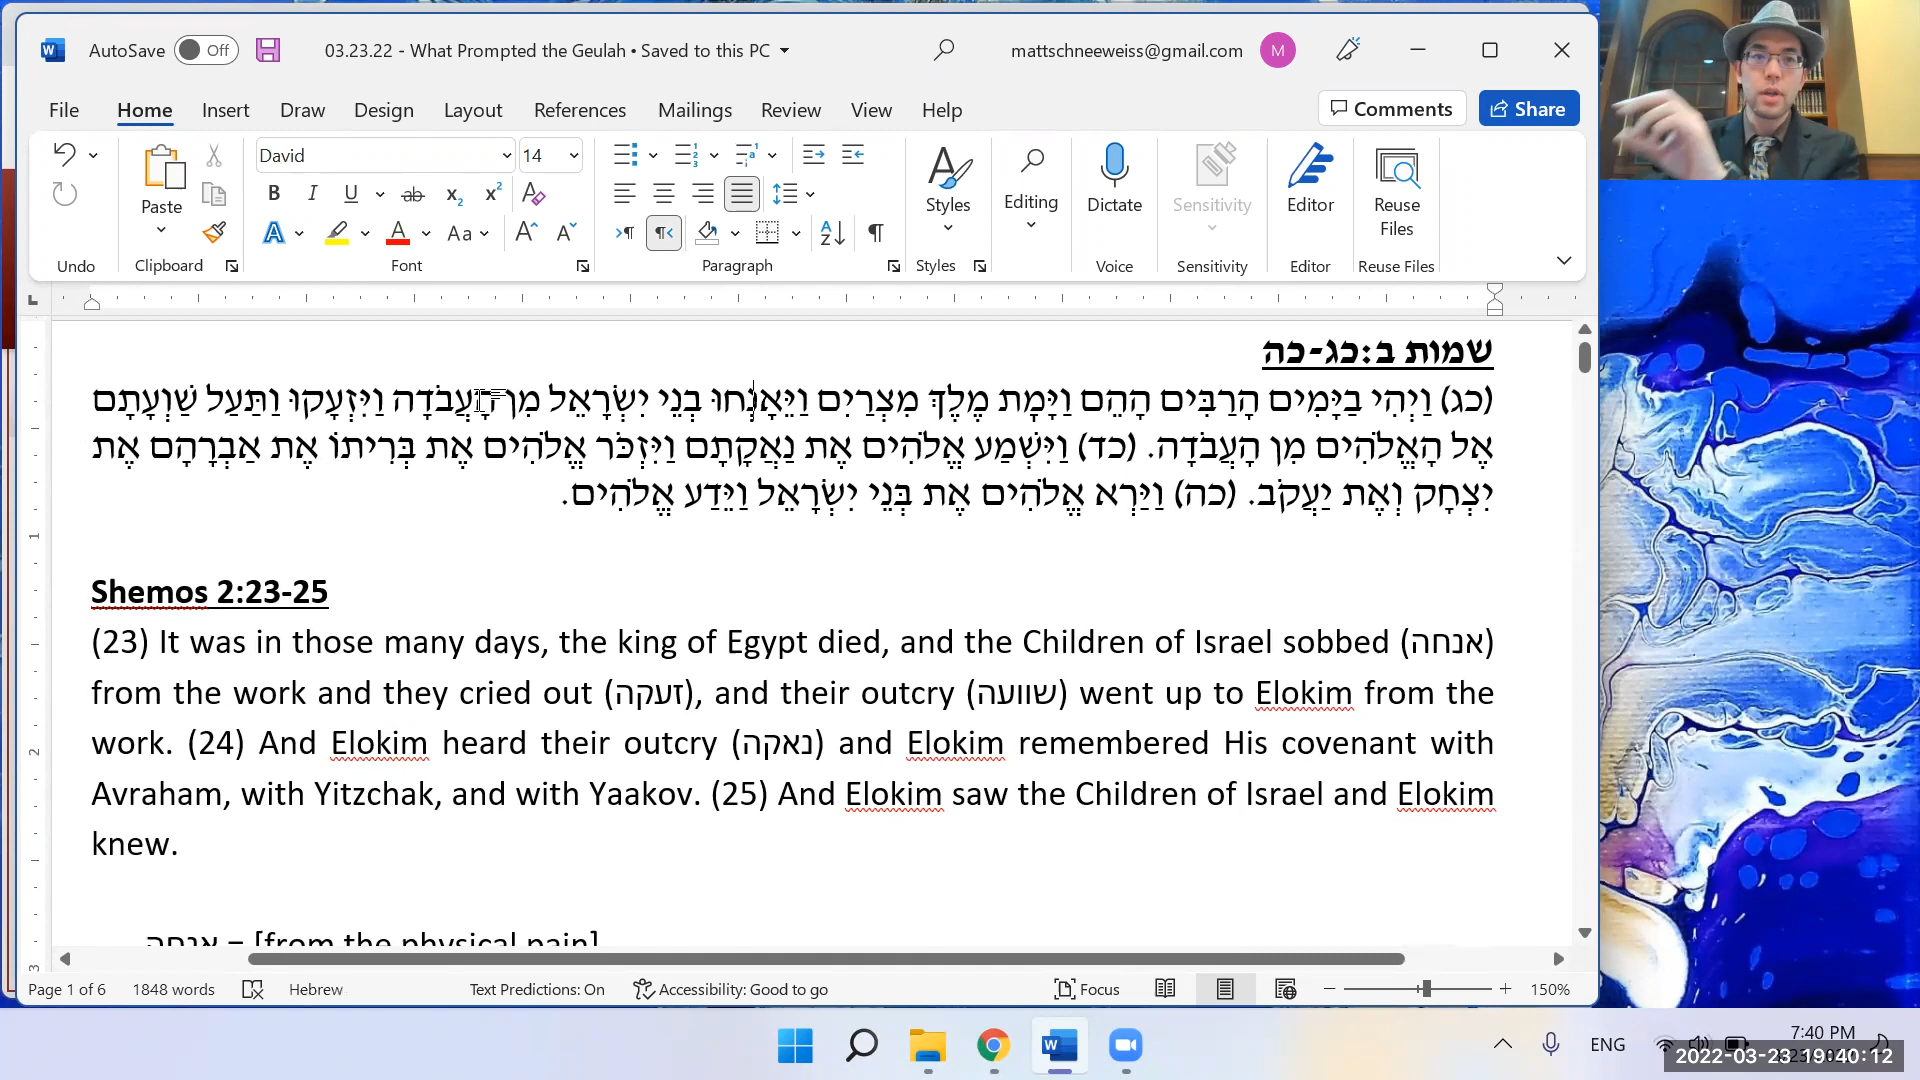 AutoSave Off 03.23.22 - What Prompted the Geulah • Saved to this PC mattschneeweiss@gmail.com M
File Home Insert Draw Design Layout References Mailings Review View Help Comments Share
David 14
Paste Styles Editing Dictate Sensitivity Editor Reuse Files
Undo Clipboard Font Paragraph Styles Voice Sensitivity Editor Reuse Files
שמות ב:כג-כה
(כג) וַיְהִי בַיָּמִים הָרַבִּים הָהֵם וַיָּמָת מֶלֶךְ מִצְרַיִם וַיֵּאָנְחוּ בְנֵי יִשְׂרָאֵל מִן הָעֲבֹדָה וַיִּזְעָקוּ וַתַּעַל שַׁוְעָתָם
אֶל הָאֱלֹהִים מִן הָעֲבֹדָה. (כד) וַיִּשְׁמַע אֱלֹהִים אֶת נַאֲקָתָם וַיִּזְכֹּר אֱלֹהִים אֶת בְּרִיתוֹ אֶת אַבְרָהָם אֶת
יִצְחָק וְאֶת יַעֲקֹב. (כה) וַיַּרְא אֱלֹהִים אֶת בְּנֵי יִשְׂרָאֵל וַיֵּדַע אֱלֹהִים.
Shemos 2:23-25
(23) It was in those many days, the king of Egypt died, and the Children of Israel sobbed (אנחה)
from the work and they cried out (זעקה), and their outcry (שוועה) went up to Elokim from the
work. (24) And Elokim heard their outcry (נאקה) and Elokim remembered His covenant with
Avraham, with Yitzchak, and with Yaakov. (25) And Elokim saw the Children of Israel and Elokim
knew.
אנחה = [from the physical pain]
Page 1 of 6 1848 words Hebrew Text Predictions: On Accessibility: Good to go Focus 150%
ENG 7:40 PM
2022-03-23 19:40:12